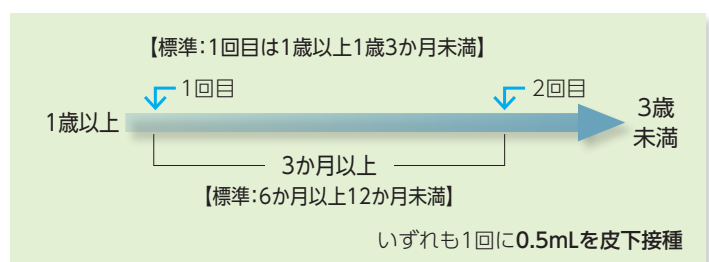 【標準：1回目は1歳以上1歳3か月未満】
1回目
2回目
1歳以上
3歳
未満
3か月以上
【標準：6か月以上12か月未満】
いずれも1回に0.5mLを皮下接種